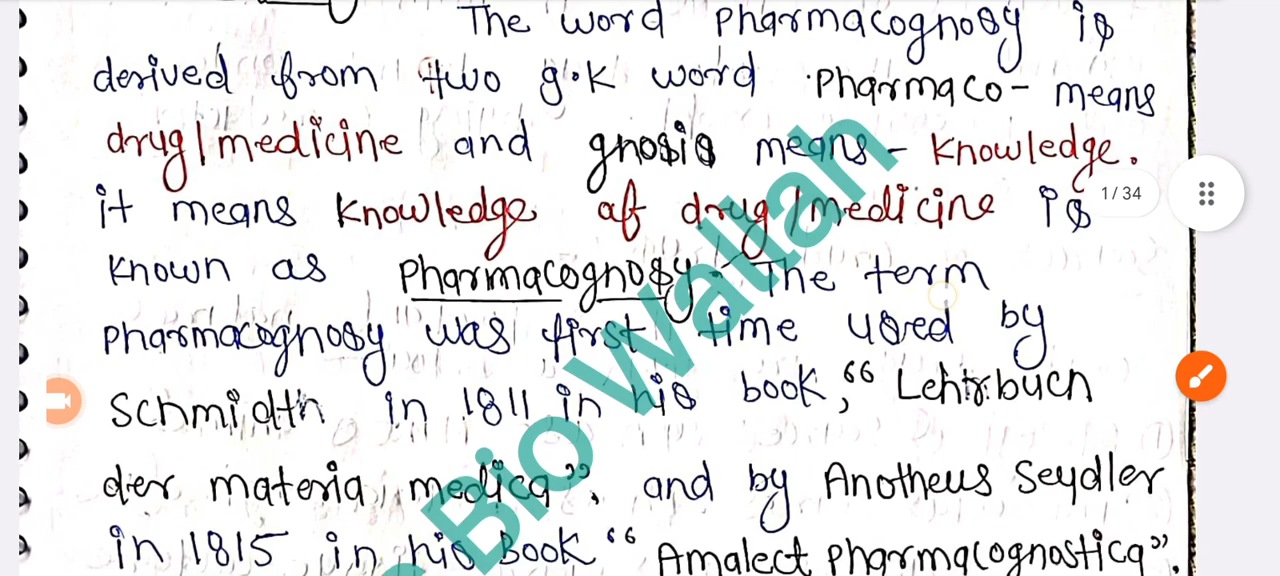 The word Pharmacognosy is
derived from two g.k word Pharmaco- means
drug/medicine and gnosis means- Knowledge.
1/34
it means Knowledge of drug/medicine is
Known as Pharmacognosy. The term
pharmacognosy was first time used by
Schmidth in 1811 in his book, "Lehrbuch
der materia medica", and by Anotheus Seydler
in 1815 in his Book "Amalect pharmacognostica".
Bio Wallah